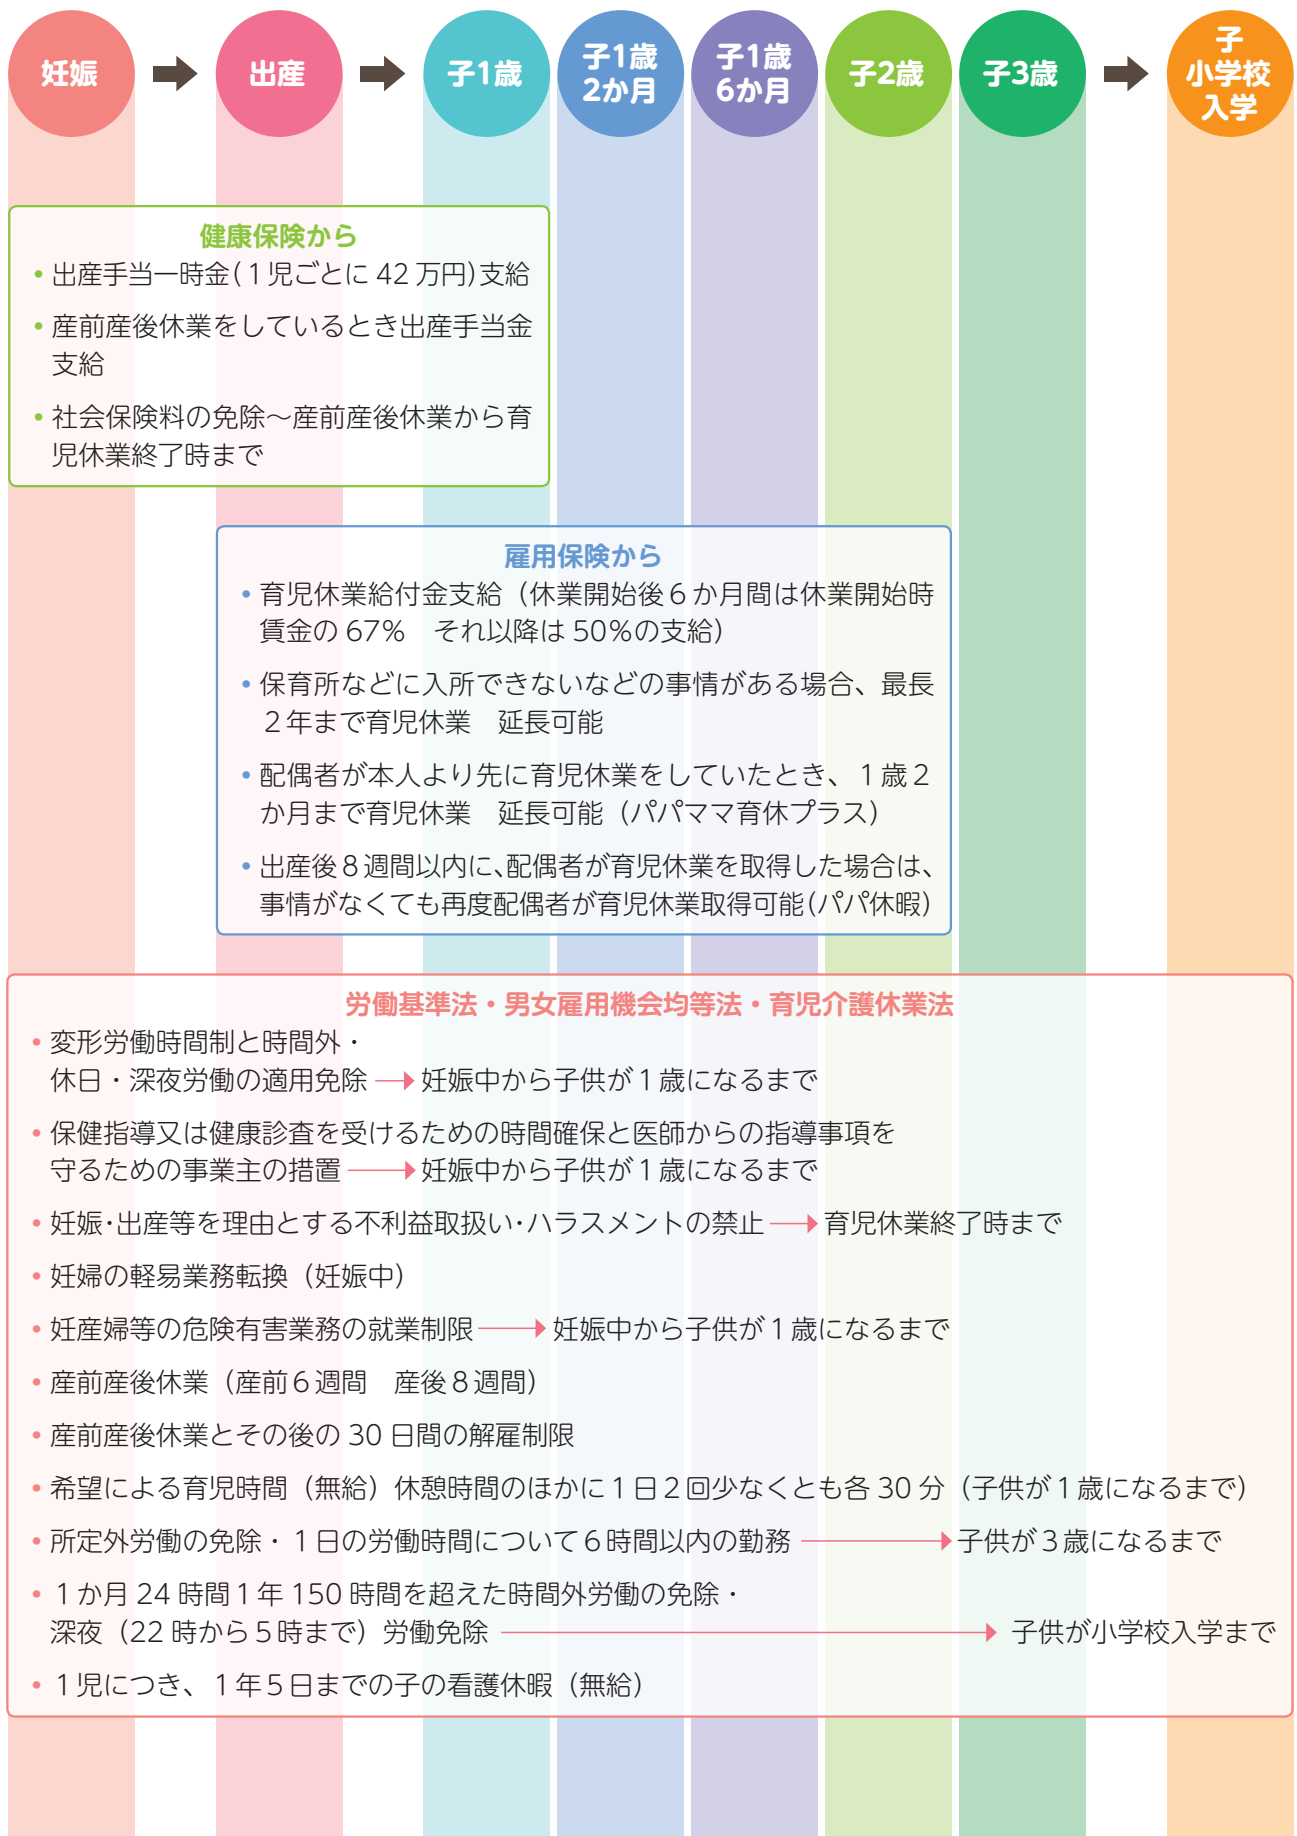 妊娠
出産
子1歳
子1歳
2か月
子1歳
6か月
子2歳
子3歳
子
小学校
入学
健康保険から
•出産手当一時金（1児ごとに 42 万円）支給
•産前産後休業をしているとき出産手当金
支給
•社会保険料の免除～産前産後休業から育
児休業終了時まで
雇用保険から
•育児休業給付金支給（休業開始後６か月間は休業開始時
賃金の 67%　それ以降は 50%の支給）
•保育所などに入所できないなどの事情がある場合、最長
２年まで育児休業　延長可能
•配偶者が本人より先に育児休業をしていたとき、１歳２
か月まで育児休業　延長可能（パパママ育休プラス）
•出産後８週間以内に、配偶者が育児休業を取得した場合は、
事情がなくても再度配偶者が育児休業取得可能（パパ休暇）
労働基準法・男女雇用機会均等法・育児介護休業法
•変形労働時間制と時間外・
休日・深夜労働の適用免除 → 妊娠中から子供が１歳になるまで
•保健指導又は健康診査を受けるための時間確保と医師からの指導事項を
守るための事業主の措置 → 妊娠中から子供が１歳になるまで
•妊娠・出産等を理由とする不利益取扱い・ハラスメントの禁止 → 育児休業終了時まで
•妊婦の軽易業務転換（妊娠中）
•妊産婦等の危険有害業務の就業制限 → 妊娠中から子供が１歳になるまで
•産前産後休業（産前６週間　産後８週間）
•産前産後休業とその後の 30 日間の解雇制限
•希望による育児時間（無給）休憩時間のほかに１日２回少なくとも各 30 分（子供が１歳になるまで）
•所定外労働の免除・１日の労働時間について６時間以内の勤務 → 子供が３歳になるまで
•１か月 24 時間１年 150 時間を超えた時間外労働の免除・
深夜（22 時から５時まで）労働免除 → 子供が小学校入学まで
•１児につき、１年５日までの子の看護休暇（無給）